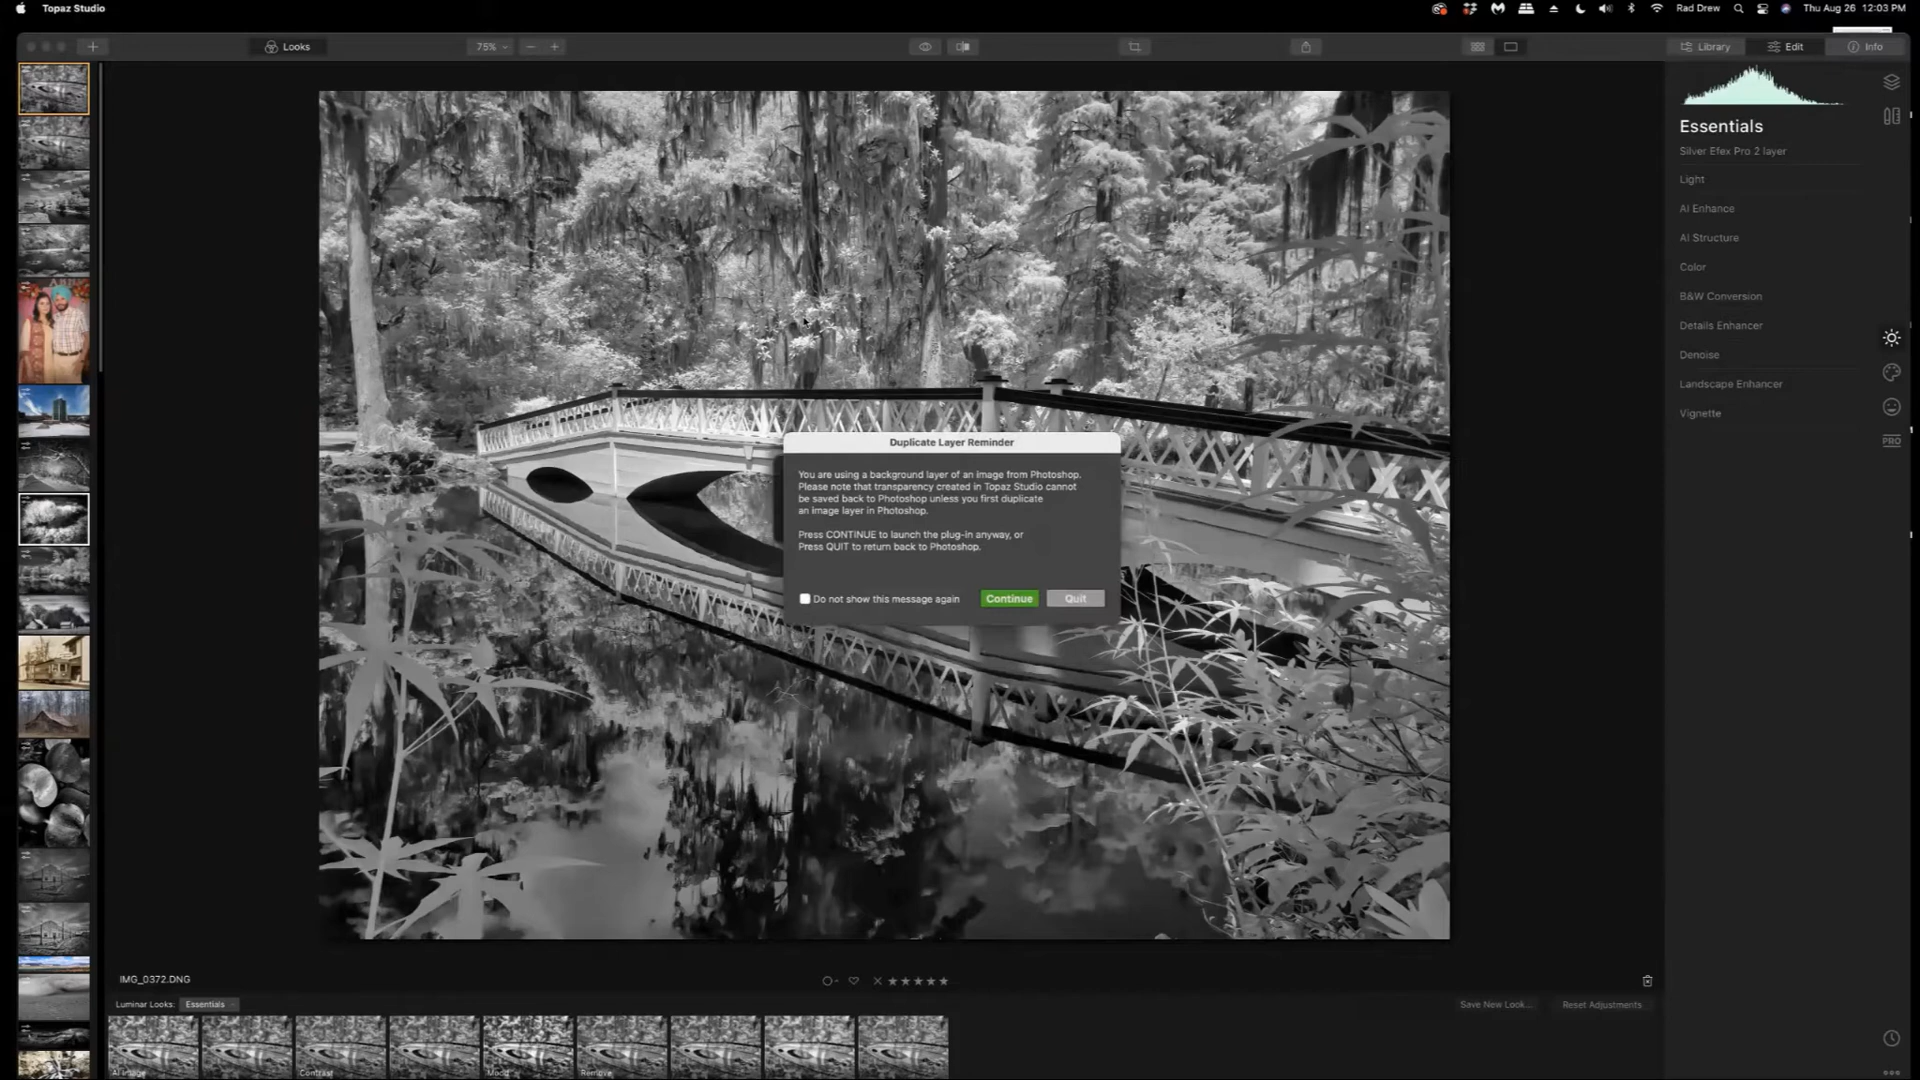 Topaz Studio
Rad Drew
Thu Aug 26 12:03 PM
Looks
75%
Library
Edit
Info
Essentials
Silver Efex Pro 2 layer
Light
AI Enhance
AI Structure
Color
B&W Conversion
Details Enhancer
Denoise
Landscape Enhancer
Vignette
PRO
Duplicate Layer Reminder
You are using a background layer of an image from Photoshop.
Please note that transparency created in Topaz Studio cannot
be saved back to Photoshop unless you first duplicate
an image layer in Photoshop.
Press CONTINUE to launch the plug-in anyway, or
Press QUIT to return back to Photoshop.
Do not show this message again
Continue
Quit
IMG_0372.DNG
Luminar Looks:
Essentials
Save New Look...
Reset Adjustments
AI Image
Contrast
Mood
Remove